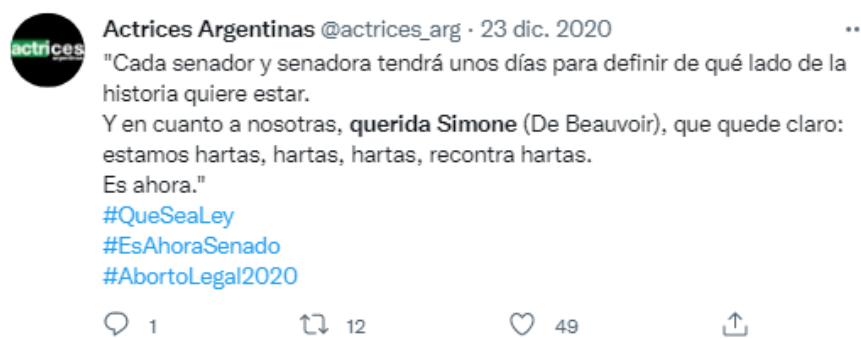 actrices
argentinas
Actrices Argentinas @actrices_arg · 23 dic. 2020
"Cada senador y senadora tendrá unos días para definir de qué lado de la
historia quiere estar.
Y en cuanto a nosotras, querida Simone (De Beauvoir), que quede claro:
estamos hartas, hartas, hartas, recontra hartas.
Es ahora."
#QueSeaLey
#EsAhoraSenado
#AbortoLegal2020
1 12 49